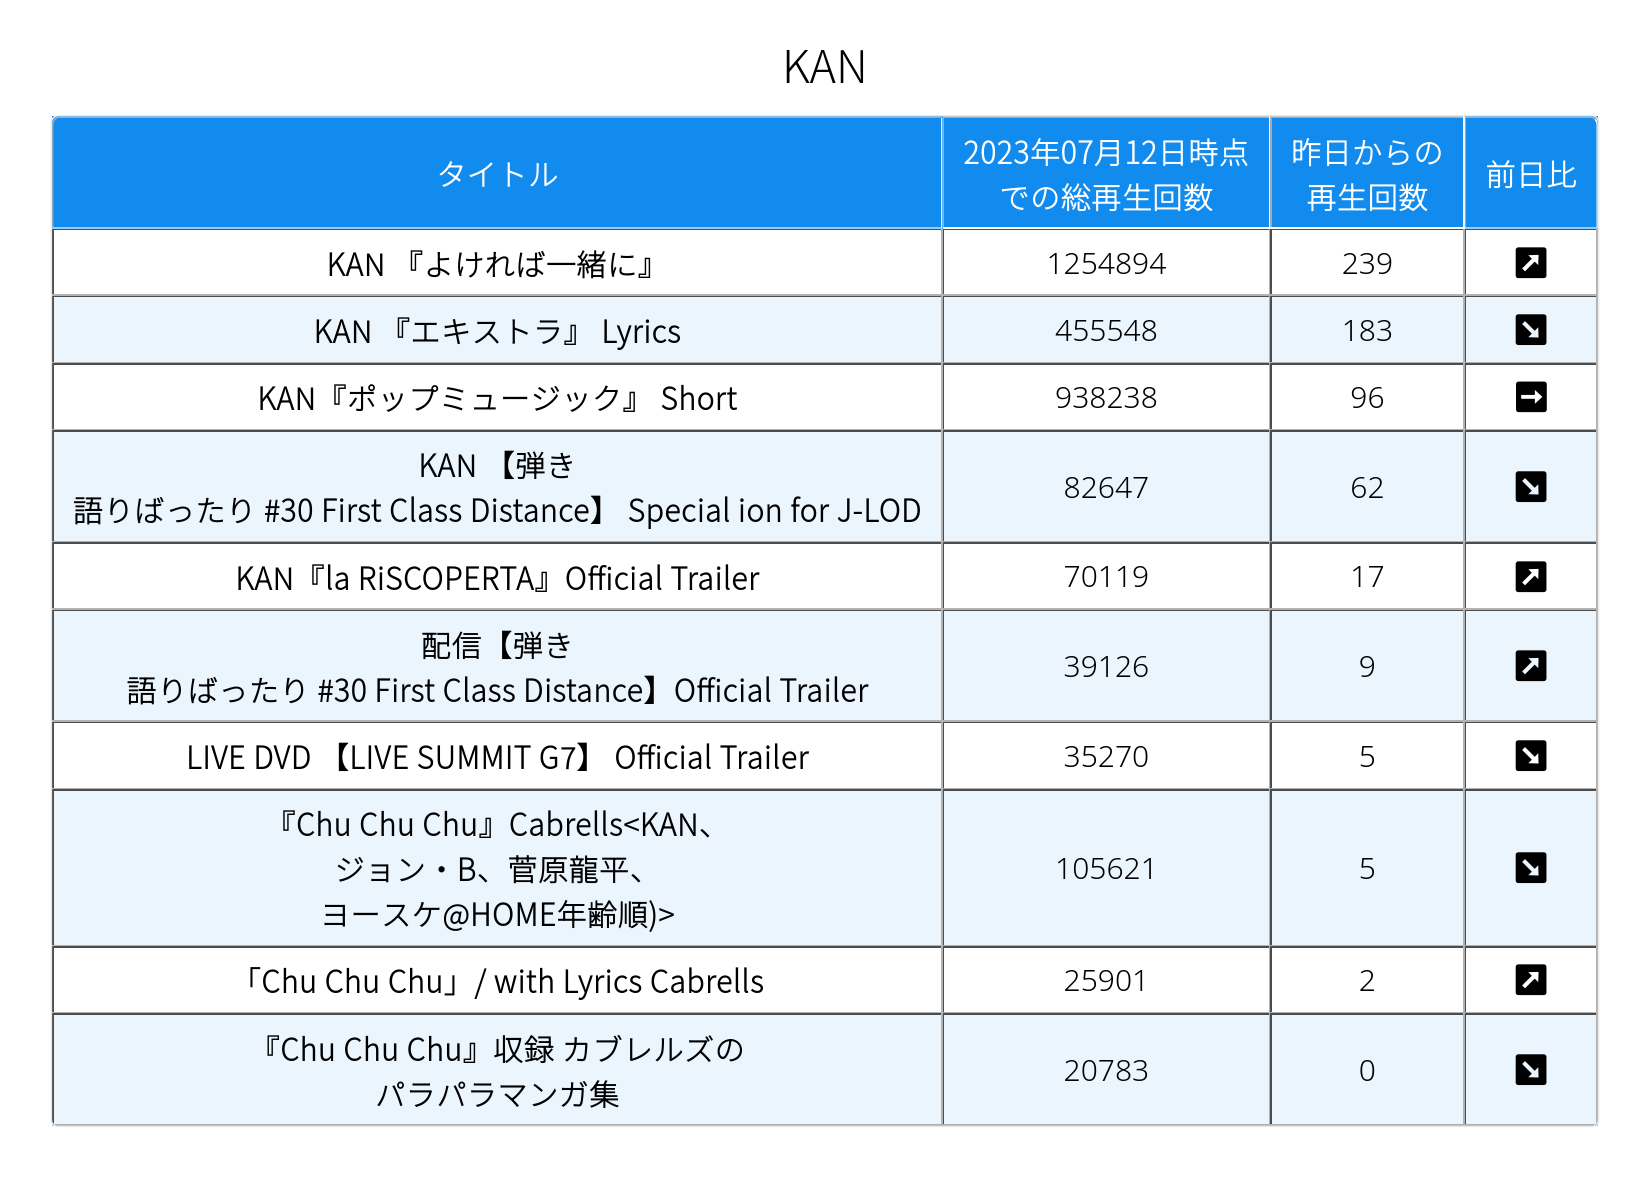 KAN
タイトル
2023年07月12日時点
での総再生回数
昨日からの
再生回数
前日比
KAN 『よければ一緒に』
1254894
239
KAN 『エキストラ』 Lyrics
455548
183
KAN『ポップミュージック』 Short
938238
96
KAN 【弾き
語りばったり #30 First Class Distance】 Special ion for J-LOD
82647
62
KAN『la RiSCOPERTA』Official Trailer
70119
17
配信【弾き
語りばったり #30 First Class Distance】Official Trailer
39126
9
LIVE DVD 【LIVE SUMMIT G7】 Official Trailer
35270
5
『Chu Chu Chu』Cabrells<KAN、
ジョン・B、菅原龍平、
ヨースケ@HOME年齢順)>
105621
5
「Chu Chu Chu」/ with Lyrics Cabrells
25901
2
『Chu Chu Chu』収録 カブレルズの
パラパラマンガ集
20783
0